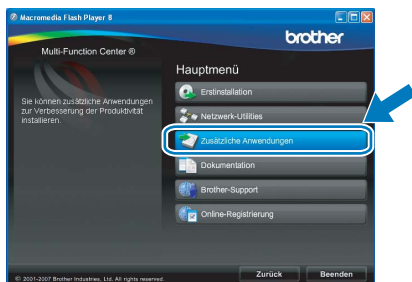 Macromedia Flash Player 8
brother
Multi-Function Center ®
Hauptmenü
Sie können zusätzliche Anwendungen
zur Verbesserung der Produktivität
installieren.
Erstinstallation
Netzwerk-Utilities
Zusätzliche Anwendungen
Dokumentation
Brother-Support
Online-Registrierung
© 2001-2007 Brother Industries, Ltd. All rights reserved.
Zurück
Beenden